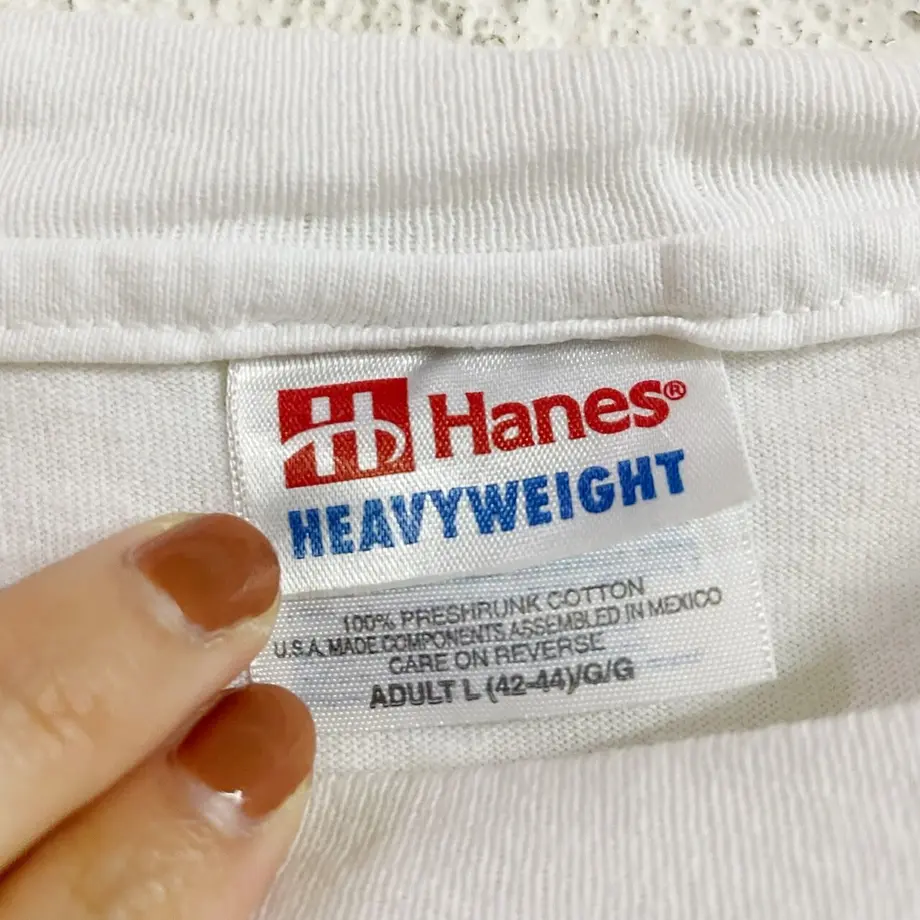 Hanes®
HEAVYWEIGHT
100% PRESHRUNK COTTON
U.S.A. MADE COMPONENTS ASSEMBLED IN MEXICO
CARE ON REVERSE
ADULT L (42-44)/G/G